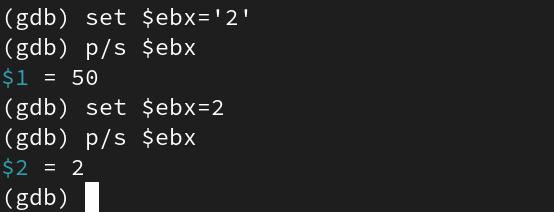 (gdb) set $ebx='2'
(gdb) p/s $ebx
$1 = 50
(gdb) set $ebx=2
(gdb) p/s $ebx
$2 = 2
(gdb)